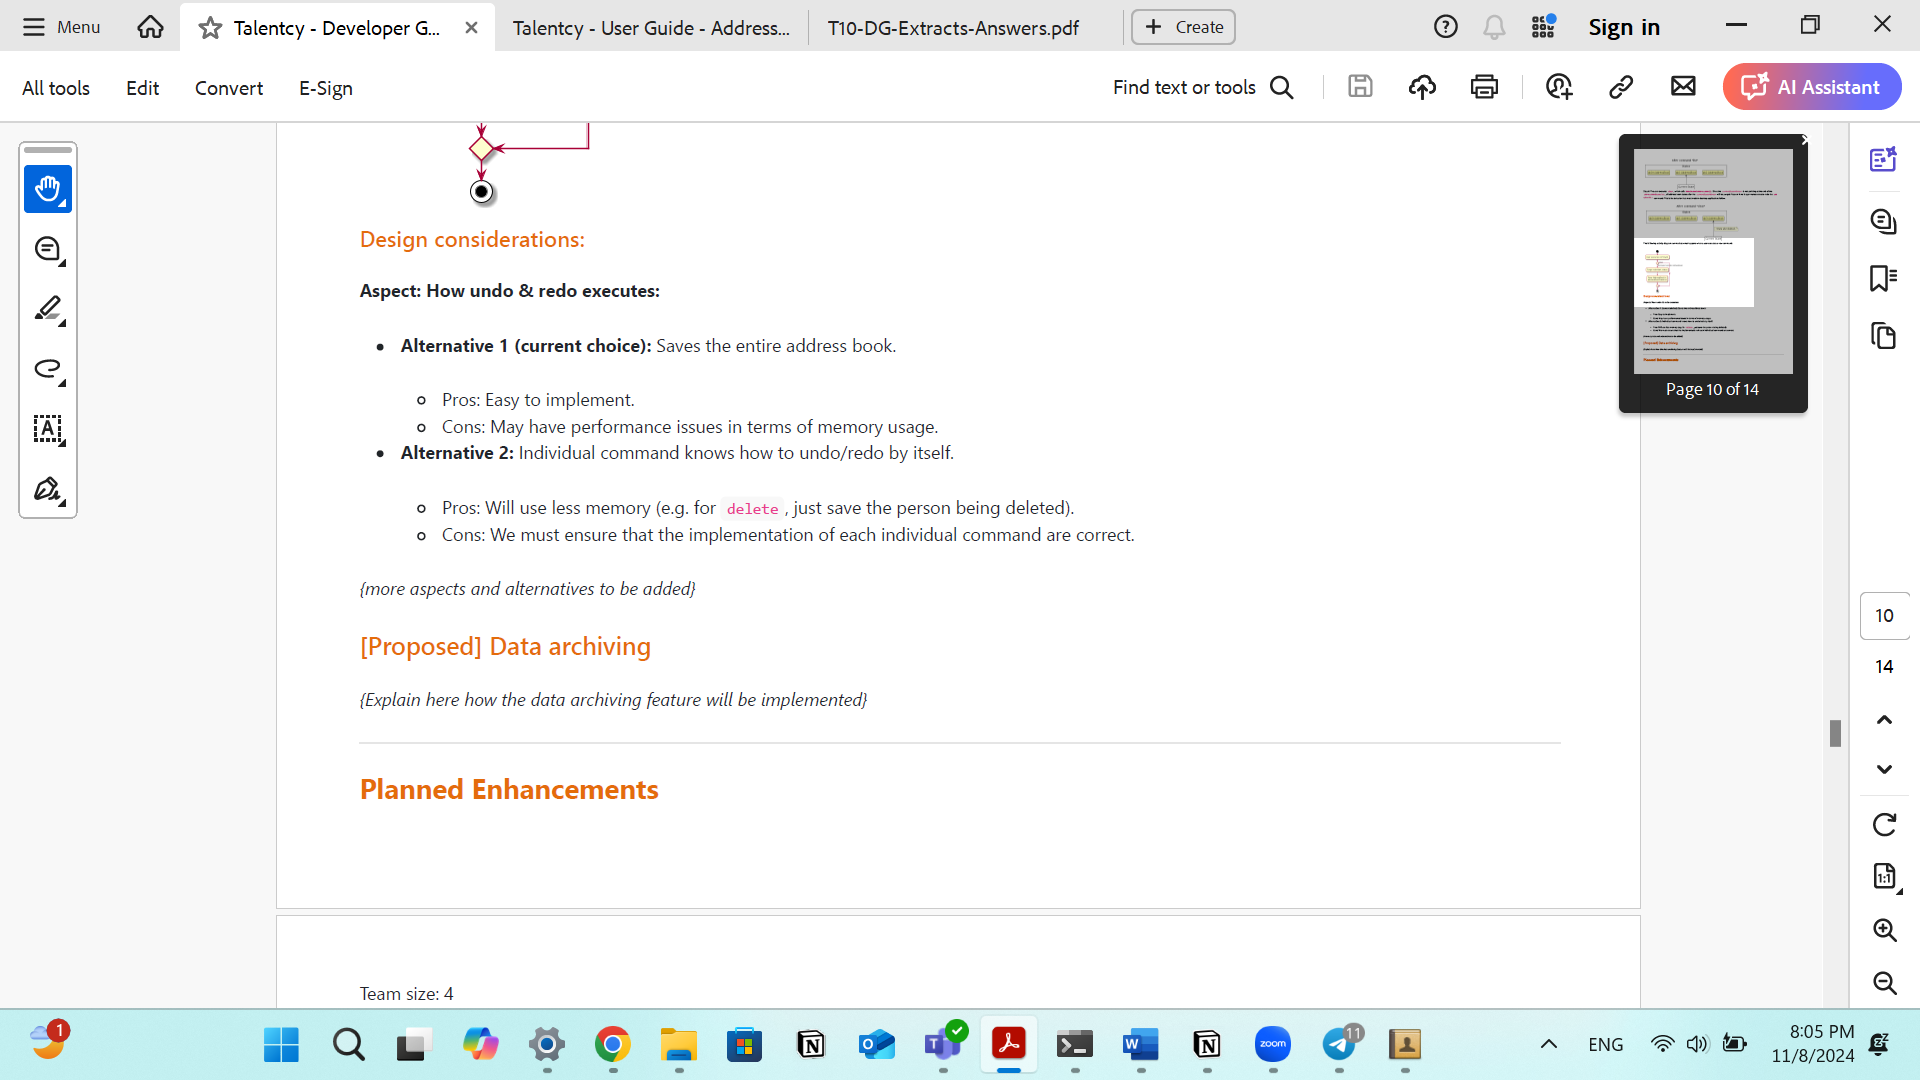 Menu
Talentcy - Developer G...
Talentcy - User Guide - Address...
T10-DG-Extracts-Answers.pdf
Create
Sign in
All tools
Edit
Convert
E-Sign
Find text or tools
AI Assistant
Design considerations:
Aspect: How undo & redo executes:
Alternative 1 (current choice): Saves the entire address book.
Pros: Easy to implement.
Cons: May have performance issues in terms of memory usage.
Alternative 2: Individual command knows how to undo/redo by itself.
Pros: Will use less memory (e.g. for delete, just save the person being deleted).
Cons: We must ensure that the implementation of each individual command are correct.
{more aspects and alternatives to be added}
[Proposed] Data archiving
{Explain here how the data archiving feature will be implemented}
Planned Enhancements
Team size: 4
Page 10 of 14
10
14
1:1
1
zoom
11
ENG
8:05 PM
11/8/2024